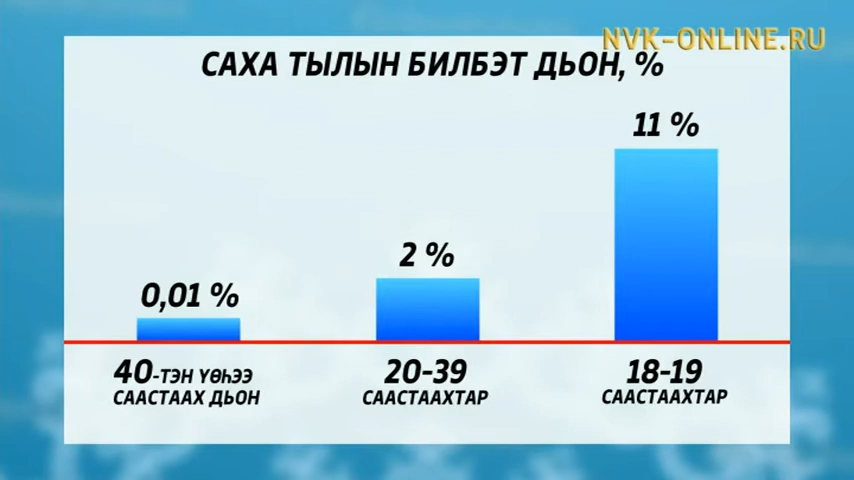 NVK-ONLINE.RU
САХА ТЫЛЫН БИЛБЭТ ДЬОН, %
0,01 %
2 %
11 %
40-ТЭН ҮӨҺЭЭ
СААСТААХ ДЬОН
20-39
СААСТААХТАР
18-19
СААСТААХТАР